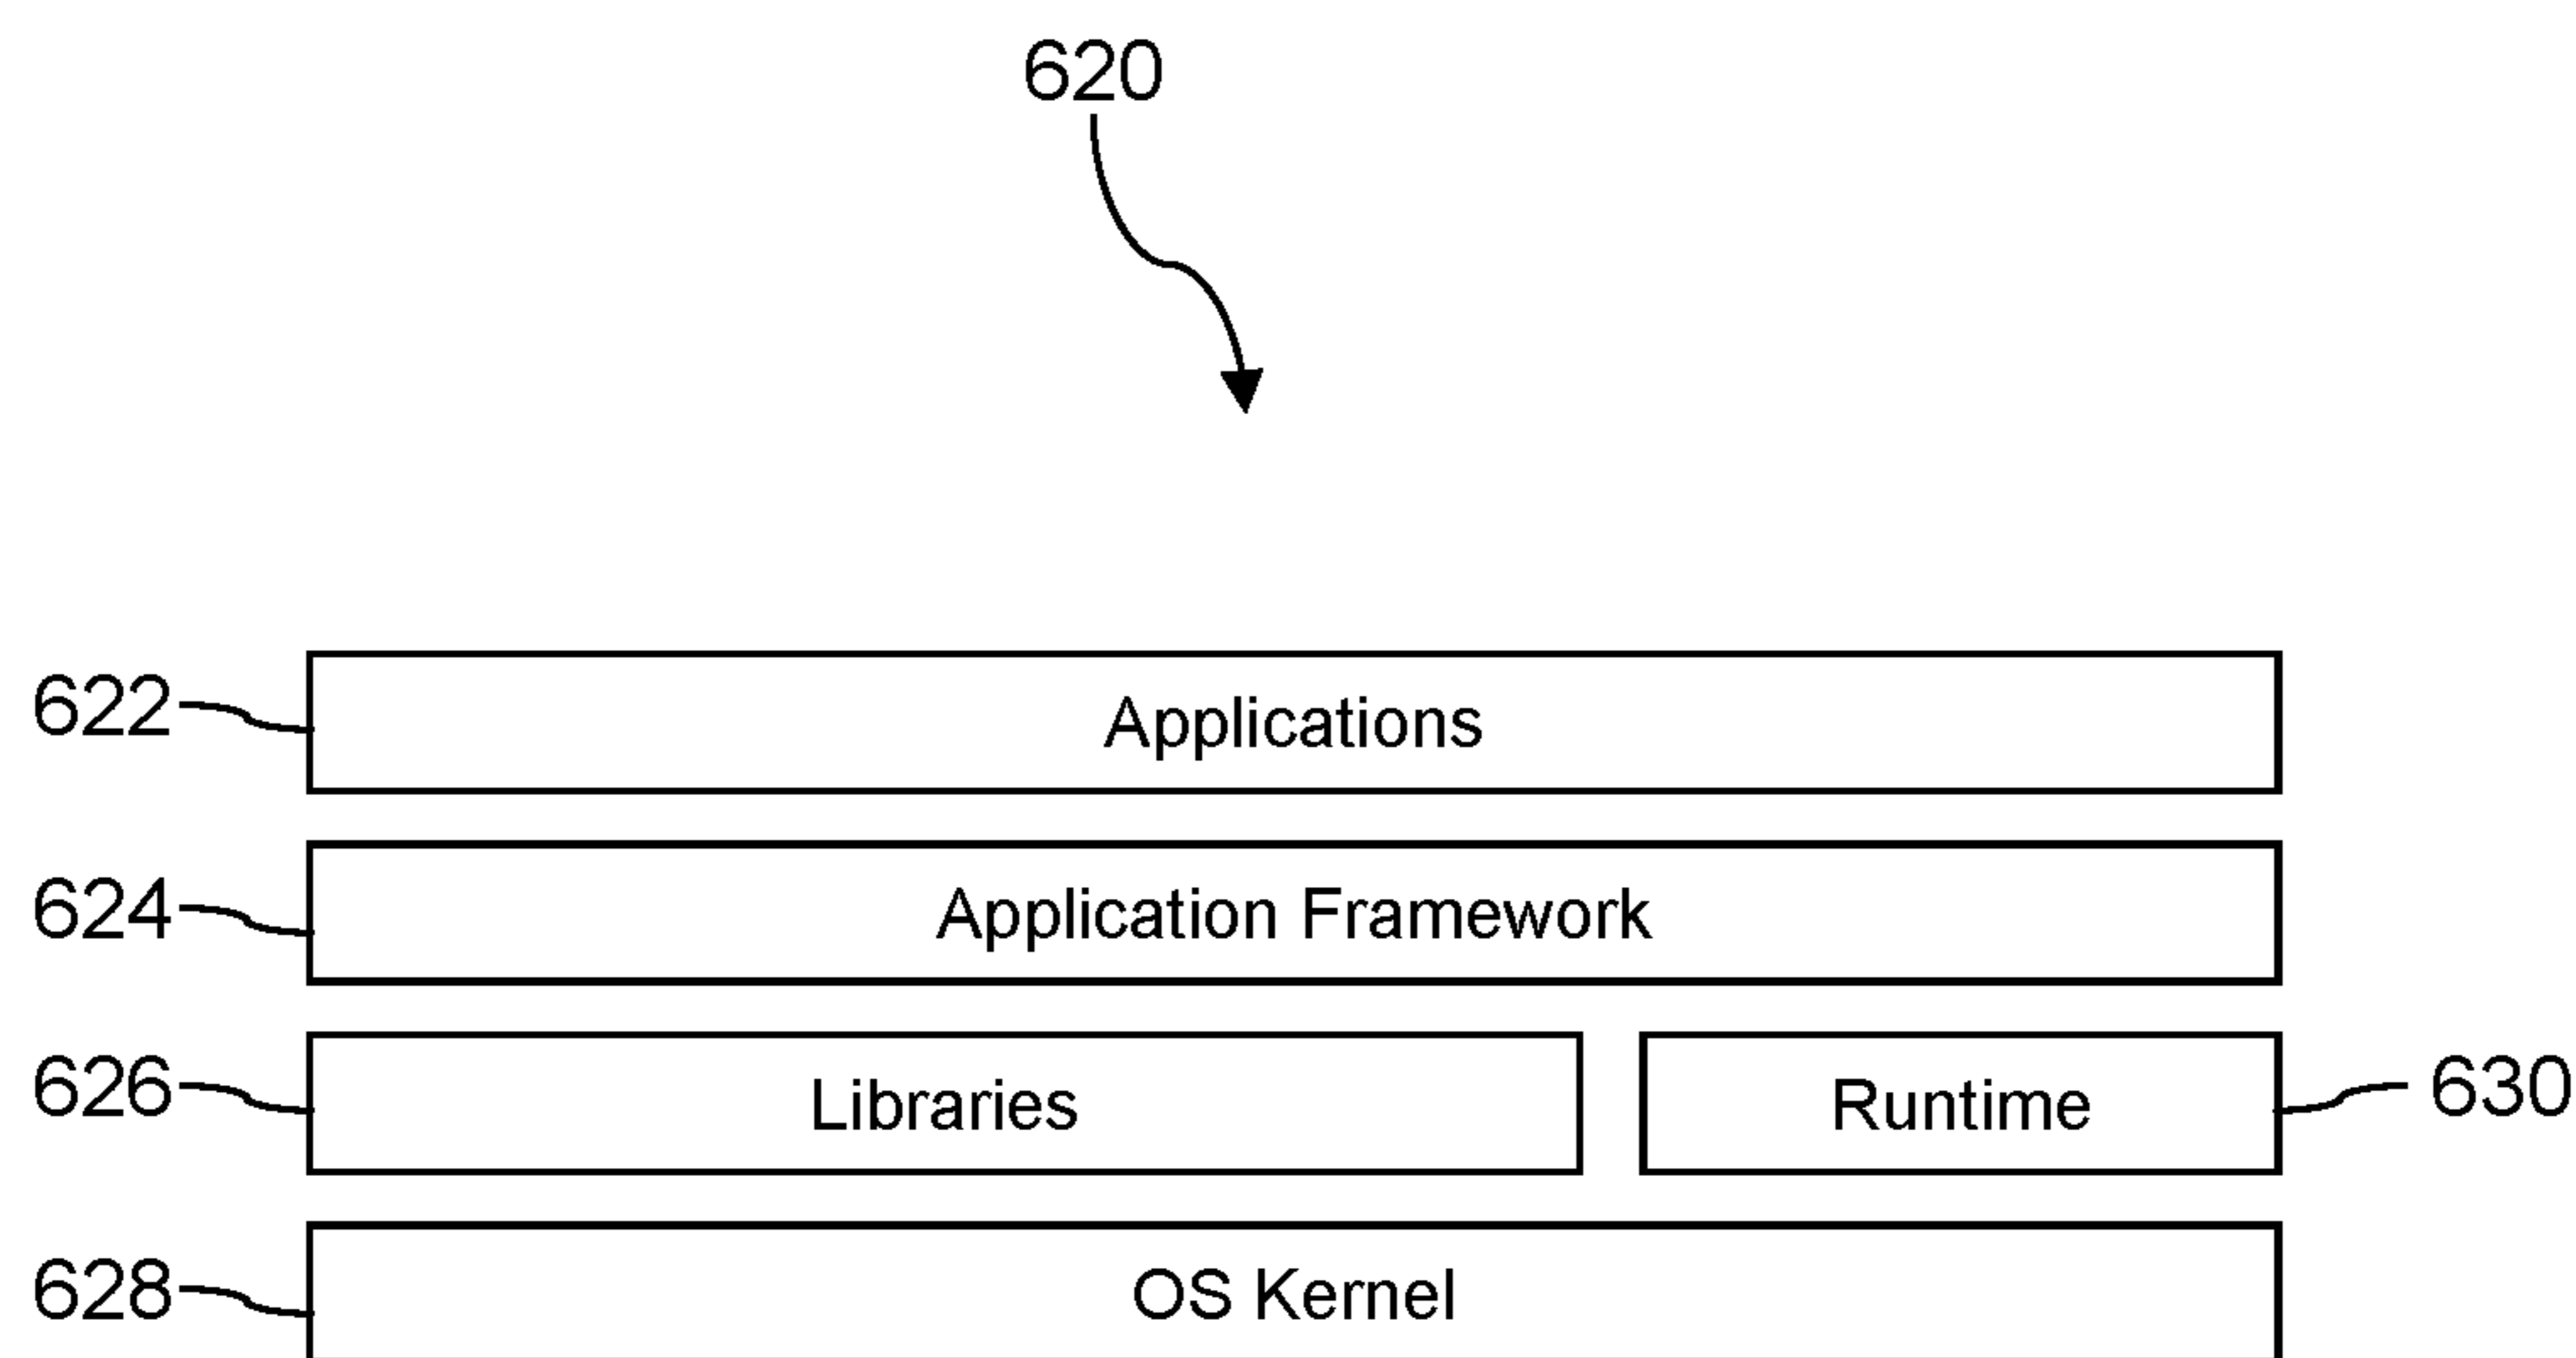 620
622 Applications
624 Application Framework
626 Libraries Runtime 630
628 OS Kernel